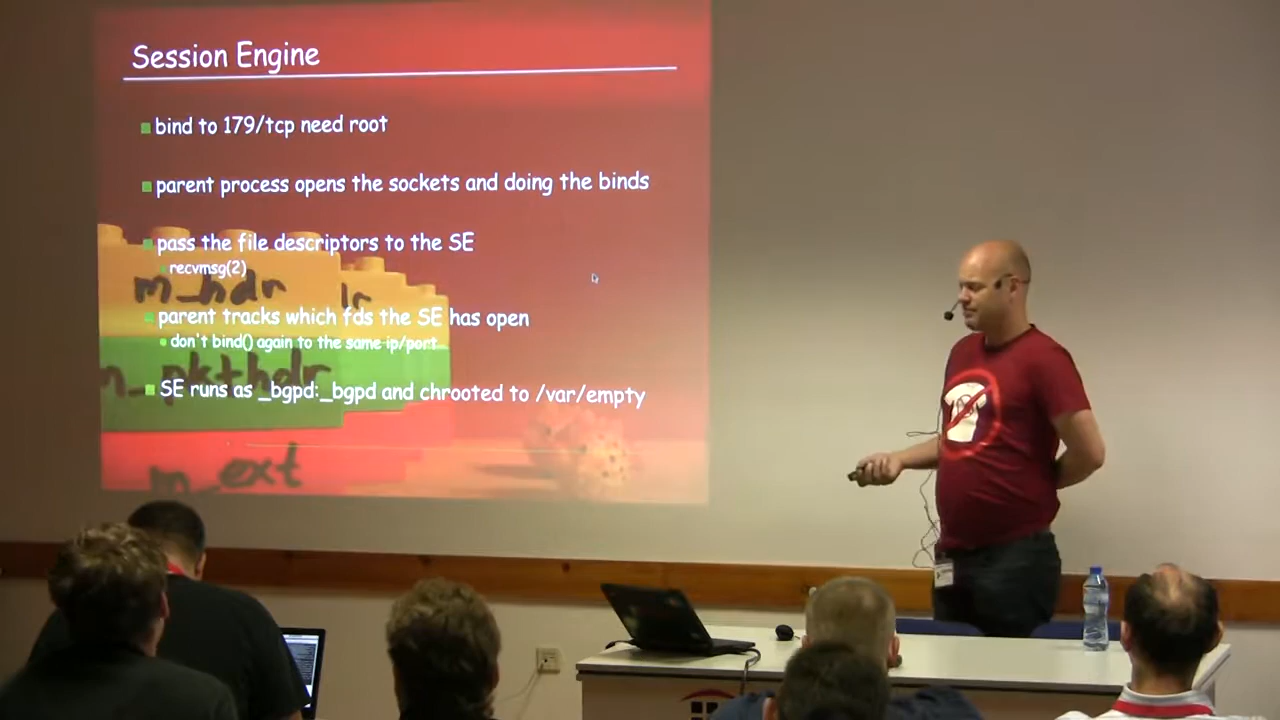 Session Engine
bind to 179/tcp need root
parent process opens the sockets and doing the binds
pass the file descriptors to the SE
recvmsg(2)
m_hdr
parent tracks which fds the SE has open
don't bind() again to the same ip/port
m_pkthdr
SE runs as _bgpd:_bgpd and chrooted to /var/empty
m_ext